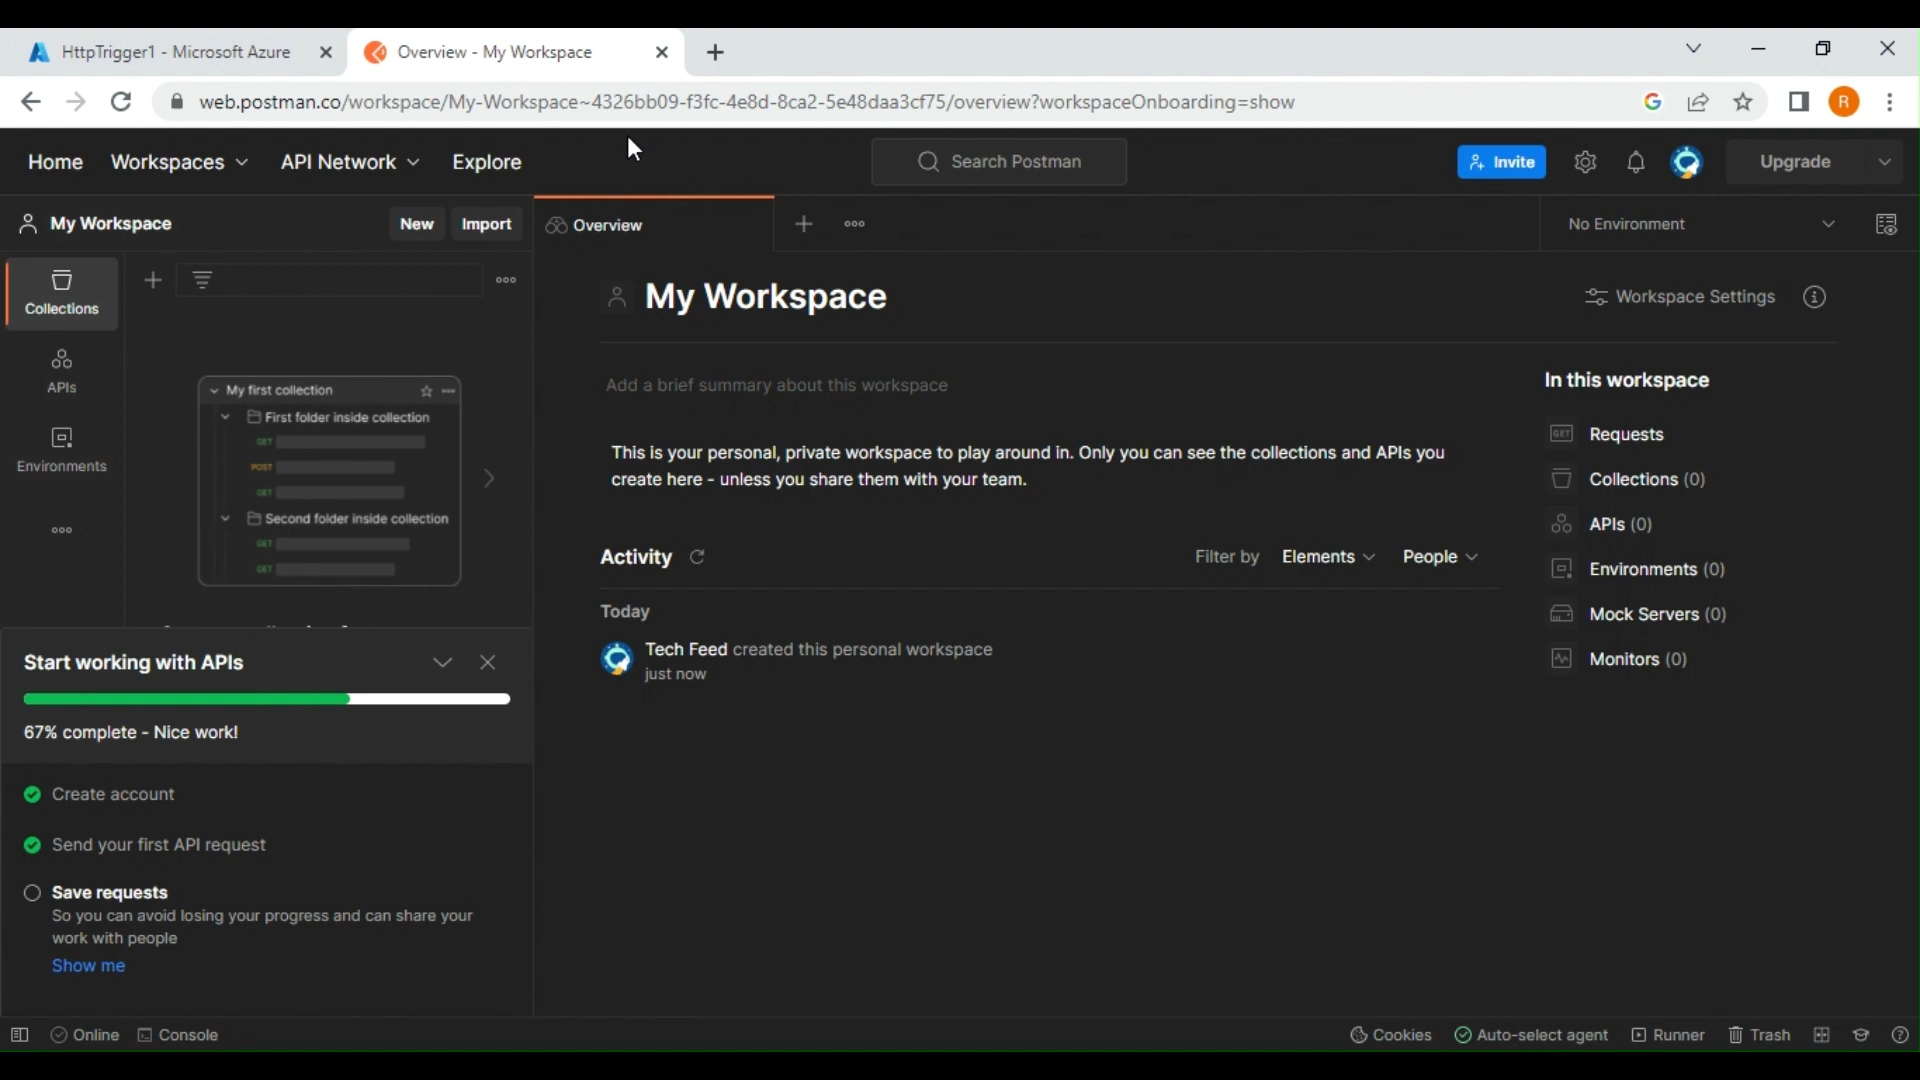 HttpTrigger1 - Microsoft Azure
Overview - My Workspace
web.postman.co/workspace/My-Workspace~4326bb09-f3fc-4e8d-8ca2-5e48daa3cf75/overview?workspaceOnboarding=show
R
Home
Workspaces
API Network
Explore
Search Postman
Invite
Upgrade
My Workspace
New
Import
Overview
No Environment
Collections
APIs
Environments
My first collection
First folder inside collection
GET
POST
GET
Second folder inside collection
GET
GET
Start working with APIs
67% complete - Nice work!
Create account
Send your first API request
Save requests
So you can avoid losing your progress and can share your
work with people
Show me
My Workspace
Workspace Settings
Add a brief summary about this workspace
This is your personal, private workspace to play around in. Only you can see the collections and APIs you
create here - unless you share them with your team.
Activity
Filter by
Elements
People
Today
Tech Feed created this personal workspace
just now
In this workspace
GET
Requests
Collections (0)
APIs (0)
Environments (0)
Mock Servers (0)
Monitors (0)
Online
Console
Cookies
Auto-select agent
Runner
Trash